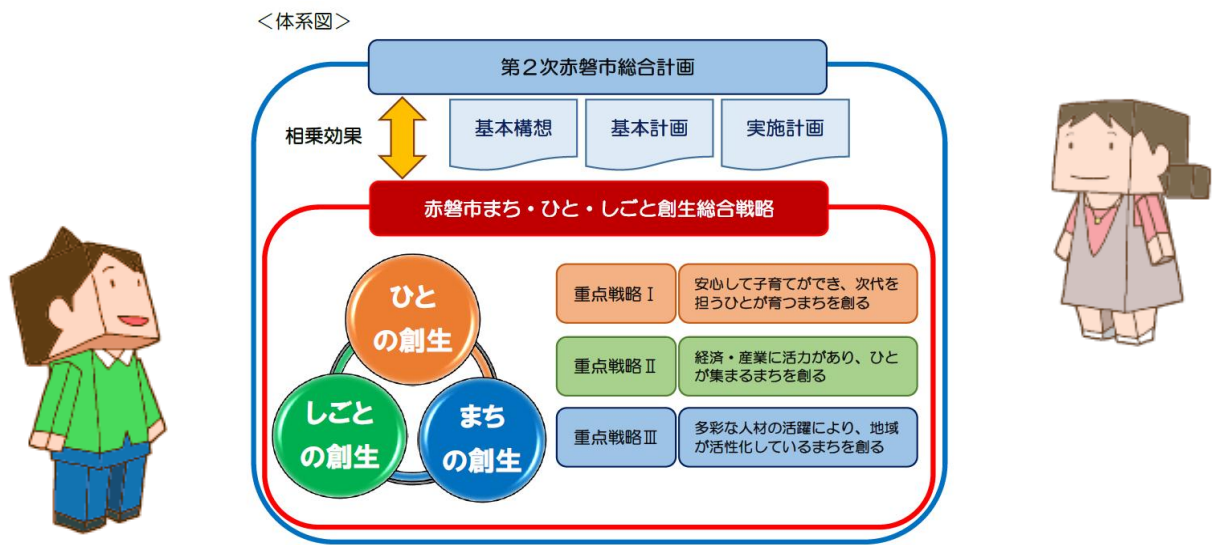 ＜体系図＞
第２次赤磐市総合計画
相乗効果
基本構想
基本計画
実施計画
赤磐市まち・ひと・しごと創生総合戦略
ひと
の創生
しごと
の創生
まち
の創生
重点戦略Ⅰ
安心して子育てができ、次代を
担うひとが育つまちを創る
重点戦略Ⅱ
経済・産業に活力があり、ひと
が集まるまちを創る
重点戦略Ⅲ
多彩な人材の活躍により、地域
が活性化しているまちを創る